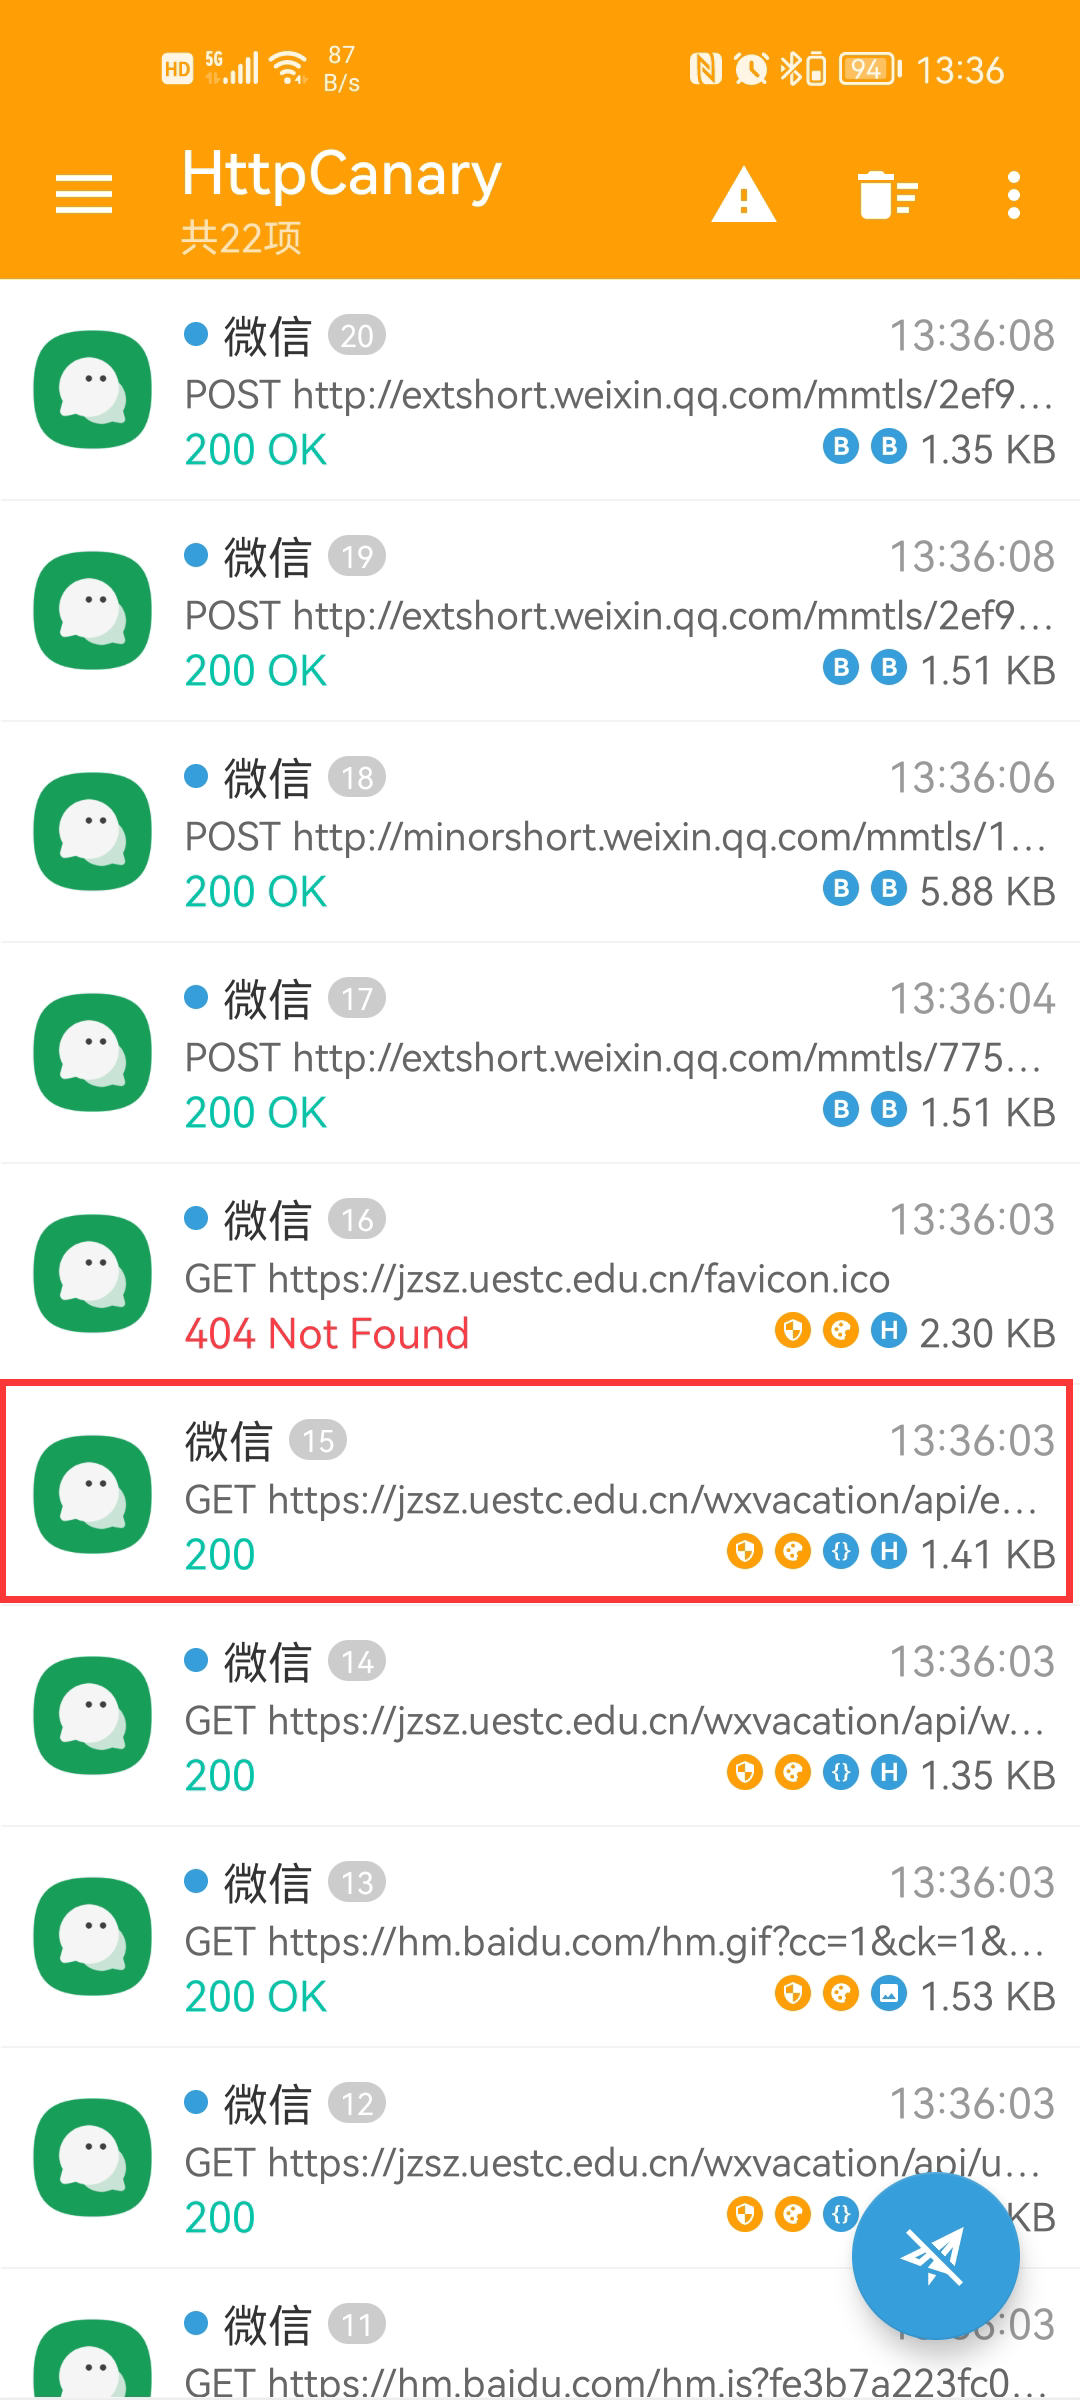 HD 5G 87 B/s 94 13:36
HttpCanary
共22项
微信 20 13:36:08
POST http://extshort.weixin.qq.com/mmtls/2ef9...
200 OK B B 1.35 KB
微信 19 13:36:08
POST http://extshort.weixin.qq.com/mmtls/2ef9...
200 OK B B 1.51 KB
微信 18 13:36:06
POST http://minorshort.weixin.qq.com/mmtls/1...
200 OK B B 5.88 KB
微信 17 13:36:04
POST http://extshort.weixin.qq.com/mmtls/775...
200 OK B B 1.51 KB
微信 16 13:36:03
GET https://jzsz.uestc.edu.cn/favicon.ico
404 Not Found H 2.30 KB
微信 15 13:36:03
GET https://jzsz.uestc.edu.cn/wxvacation/api/e...
200 {} H 1.41 KB
微信 14 13:36:03
GET https://jzsz.uestc.edu.cn/wxvacation/api/w...
200 {} H 1.35 KB
微信 13 13:36:03
GET https://hm.baidu.com/hm.gif?cc=1&ck=1&...
200 OK 1.53 KB
微信 12 13:36:03
GET https://jzsz.uestc.edu.cn/wxvacation/api/u...
200 {} KB
微信 11 :03
GET https://hm.baidu.com/hm.js?fe3b7a223fc0...